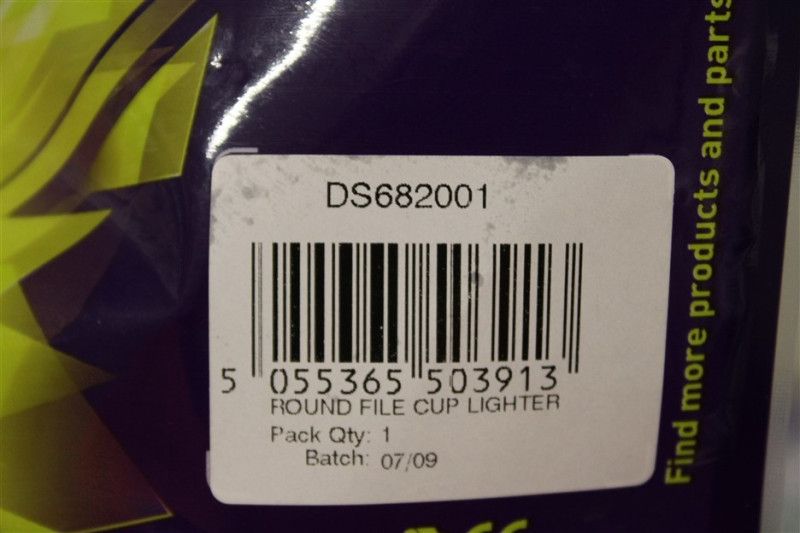 DS682001
5 055365 503913
ROUND FILE CUP LIGHTER
Pack Qty: 1
Batch: 07/09
Find more products and parts